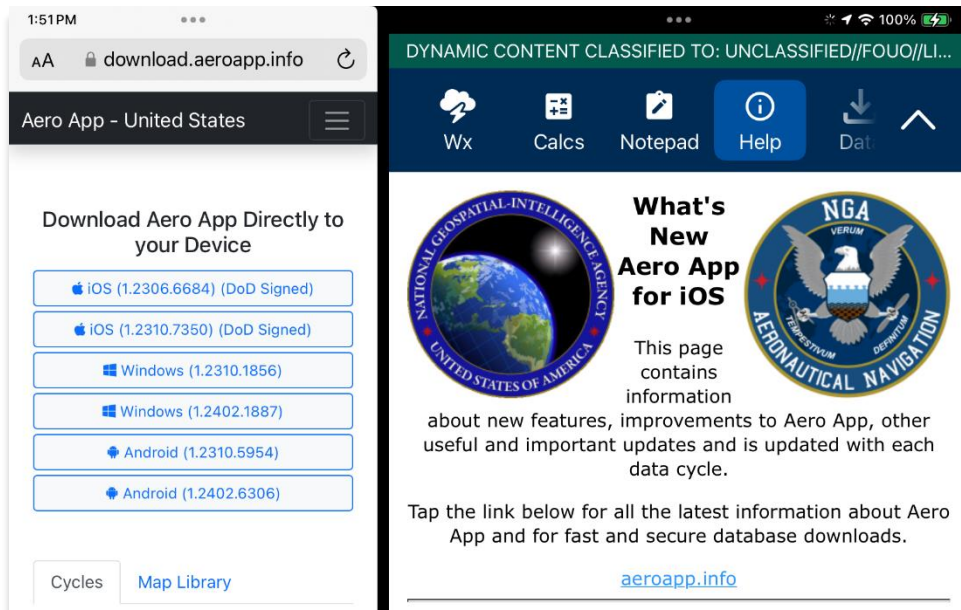 1:51 PM
AA download.aeroapp.info
Aero App - United States
Download Aero App Directly to
your Device
iOS (1.2306.6684) (DoD Signed)
iOS (1.2310.7350) (DoD Signed)
Windows (1.2310.1856)
Windows (1.2402.1887)
Android (1.2310.5954)
Android (1.2402.6306)
Cycles Map Library
100%
DYNAMIC CONTENT CLASSIFIED TO: UNCLASSIFIED//FOUO//LI...
Wx Calcs Notepad Help Dat
NATIONAL GEOSPATIAL-INTELLIGENCE AGENCY
UNITED STATES OF AMERICA
What's
New
Aero App
for iOS
NGA
VERUM
TEMPESTIVUM
DEFINITUM
AERONAUTICAL NAVIGATION
This page
contains
information
about new features, improvements to Aero App, other
useful and important updates and is updated with each
data cycle.
Tap the link below for all the latest information about Aero
App and for fast and secure database downloads.
aeroapp.info